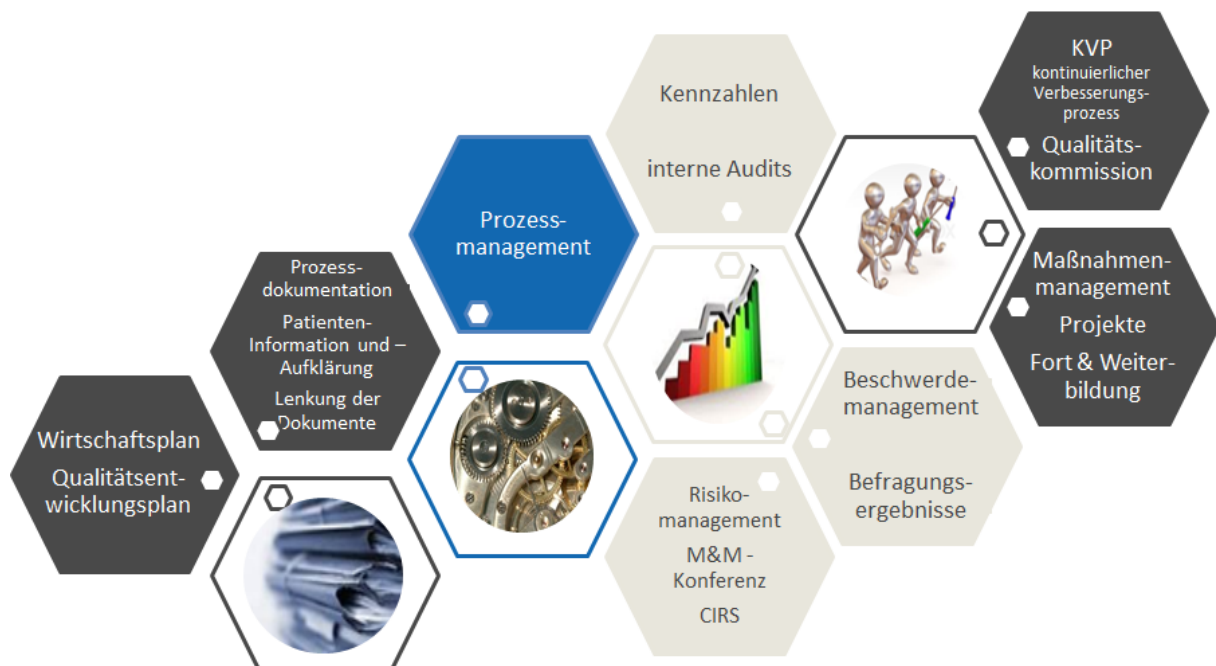 Wirtschaftsplan
Qualitätsent-
wicklungsplan
Prozess-
dokumentation
Patienten-
Information und –
Aufklärung
Lenkung der
Dokumente
Prozess-
management
Kennzahlen
interne Audits
Risiko-
management
M&M -
Konferenz
CIRS
Beschwerde-
management
Befragungs-
ergebnisse
KVP
kontinuierlicher
Verbesserungs-
prozess
Qualitäts-
kommission
Maßnahmen-
management
Projekte
Fort & Weiter-
bildung